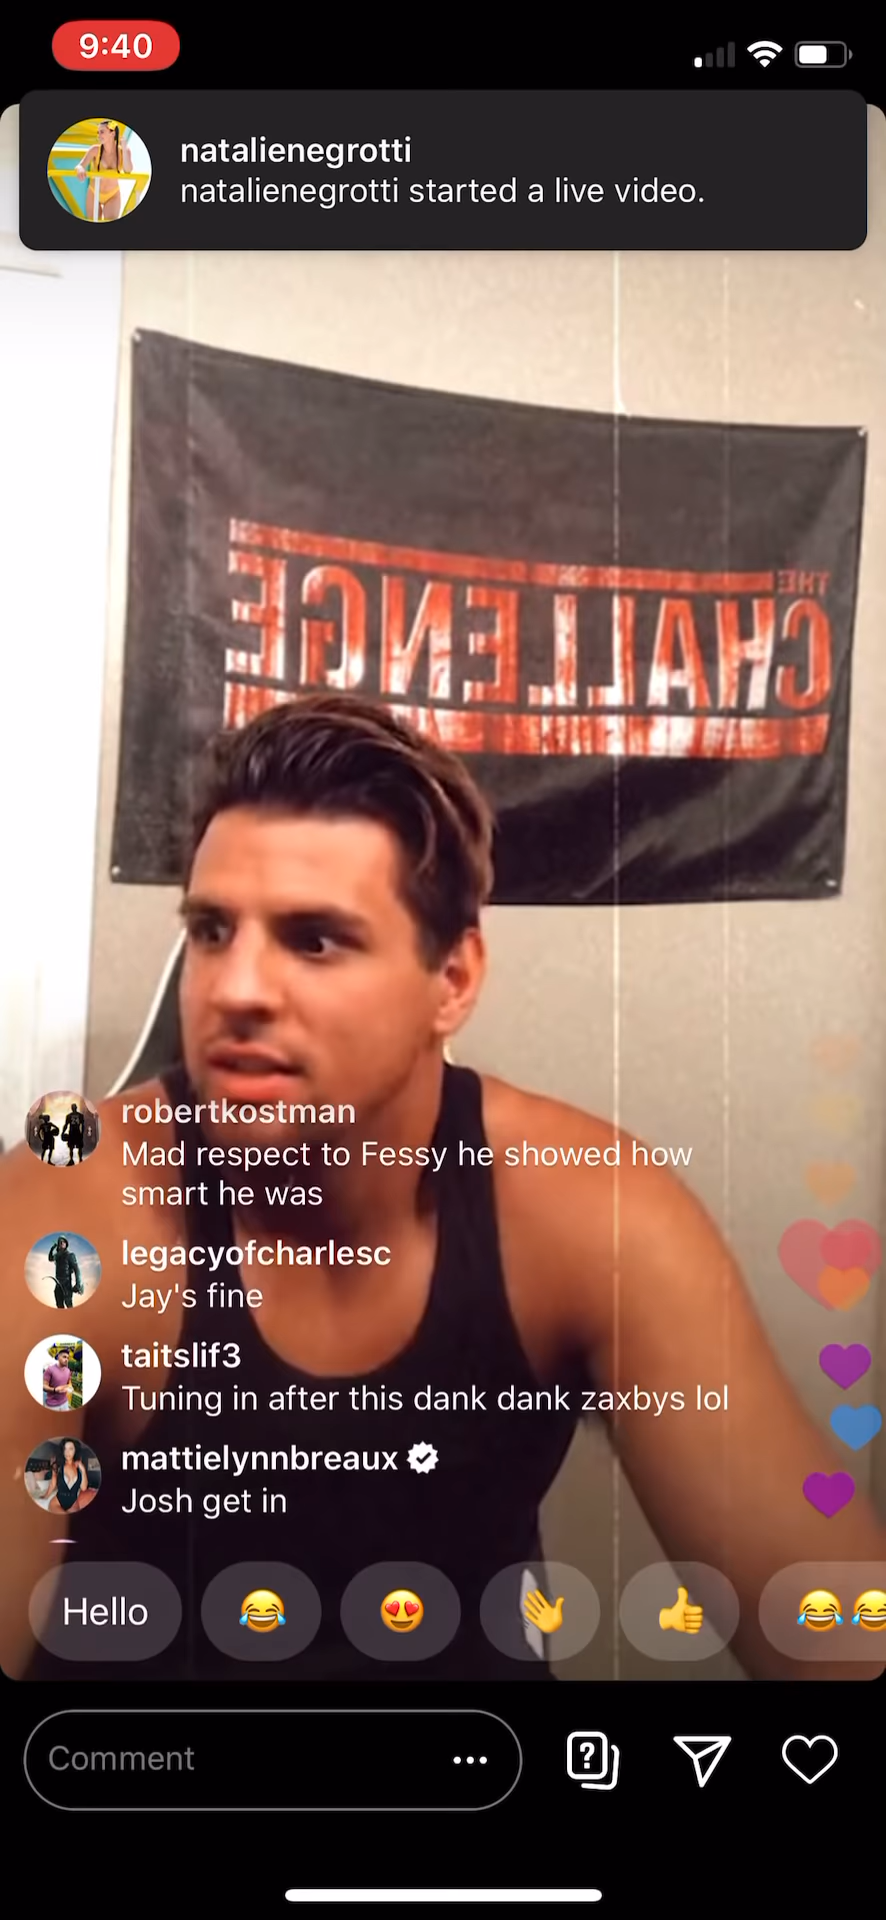 9:40
natalienegrotti
natalienegrotti started a live video.
THE
CHALLENGE
robertkostman
Mad respect to Fessy he showed how
smart he was
legacyofcharlesc
Jay's fine
taitslif3
Tuning in after this dank dank zaxbys lol
mattielynnbreaux
Josh get in
Hello 😂 😍 👋 👍 😂😂
Comment